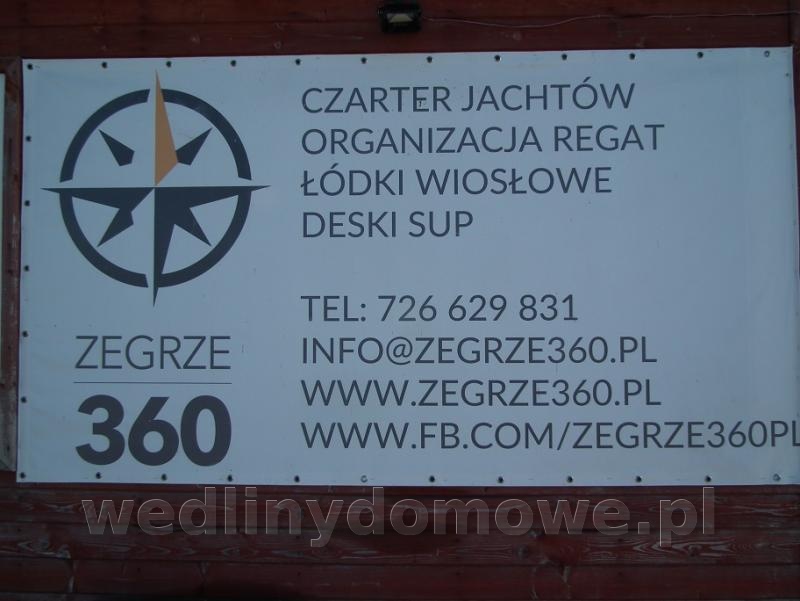 CZARTER JACHTÓW
ORGANIZACJA REGAT
ŁÓDKI WIOSŁOWE
DESKI SUP
TEL: 726 629 831
INFO@ZEGRZE360.PL
WWW.ZEGRZE360.PL
WWW.FB.COM/ZEGRZE360PL
ZEGRZE
360
wedlinydomowe.pl